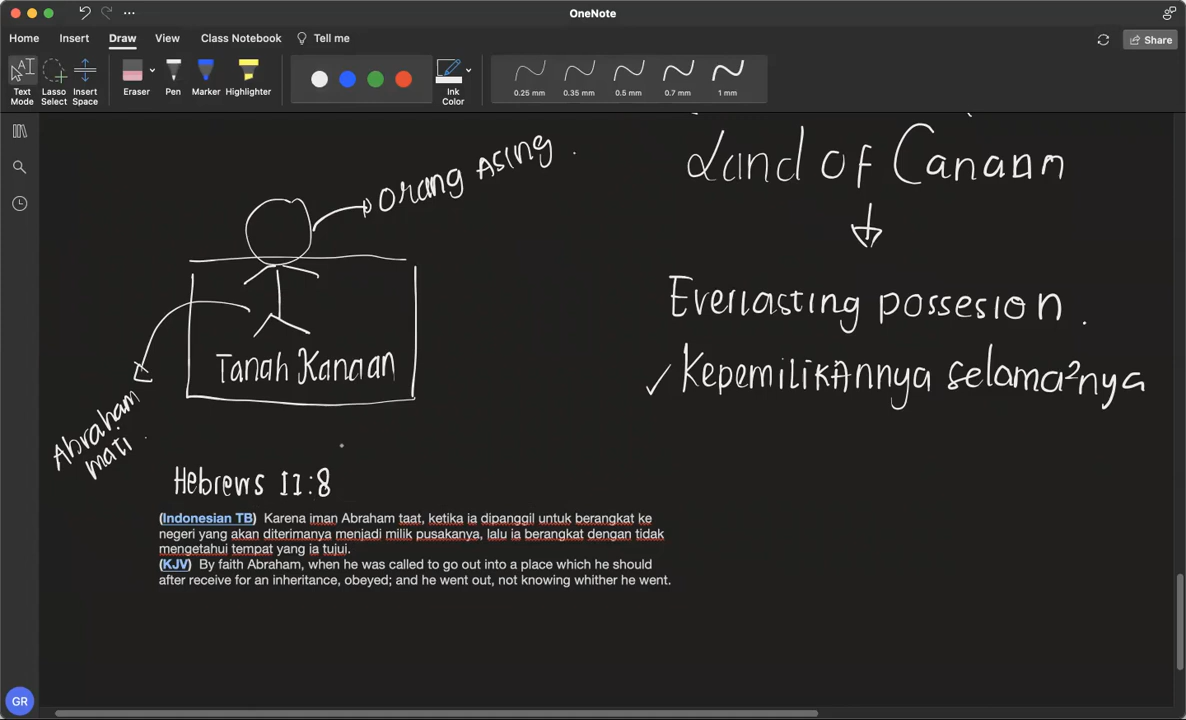 OneNote
Home Insert Draw View Class Notebook Tell me
Share
Text Mode
Lasso Select
Insert Space
Eraser
Pen
Marker
Highlighter
Ink Color
0.25 mm 0.35 mm 0.5 mm 0.7 mm 1 mm
orang Asing .
Tanah Kanaan
Abraham
mati .
Land of Canaan
Everlasting possesion .
✓ Kepemilikannya selama²nya
Hebrews 11:8
(Indonesian TB) Karena iman Abraham taat, ketika ia dipanggil untuk berangkat ke
negeri yang akan diterimanya menjadi milik pusakanya, lalu ia berangkat dengan tidak
mengetahui tempat yang ia tujui.
(KJV) By faith Abraham, when he was called to go out into a place which he should
after receive for an inheritance, obeyed; and he went out, not knowing whither he went.
GR